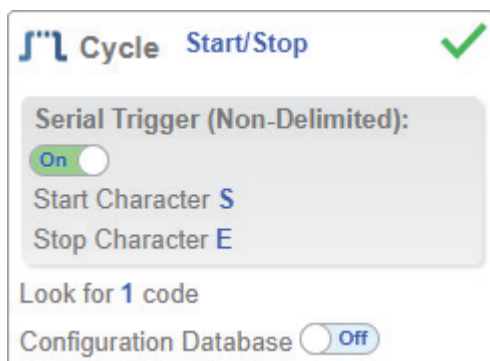 Cycle Start/Stop
Serial Trigger (Non-Delimited):
On
Start Character S
Stop Character E
Look for 1 code
Configuration Database Off